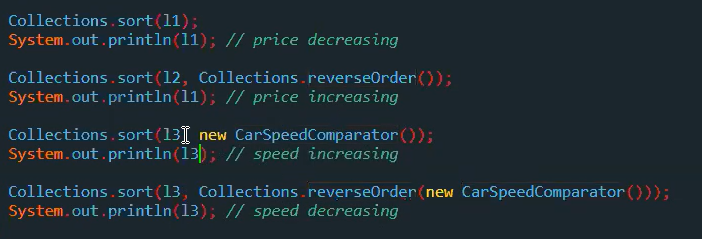 Collections.sort(l1);
System.out.println(l1); // price decreasing
Collections.sort(l2, Collections.reverseOrder());
System.out.println(l1); // price increasing
Collections.sort(l3, new CarSpeedComparator());
System.out.println(l3); // speed increasing
Collections.sort(l3, Collections.reverseOrder(new CarSpeedComparator()));
System.out.println(l3); // speed decreasing